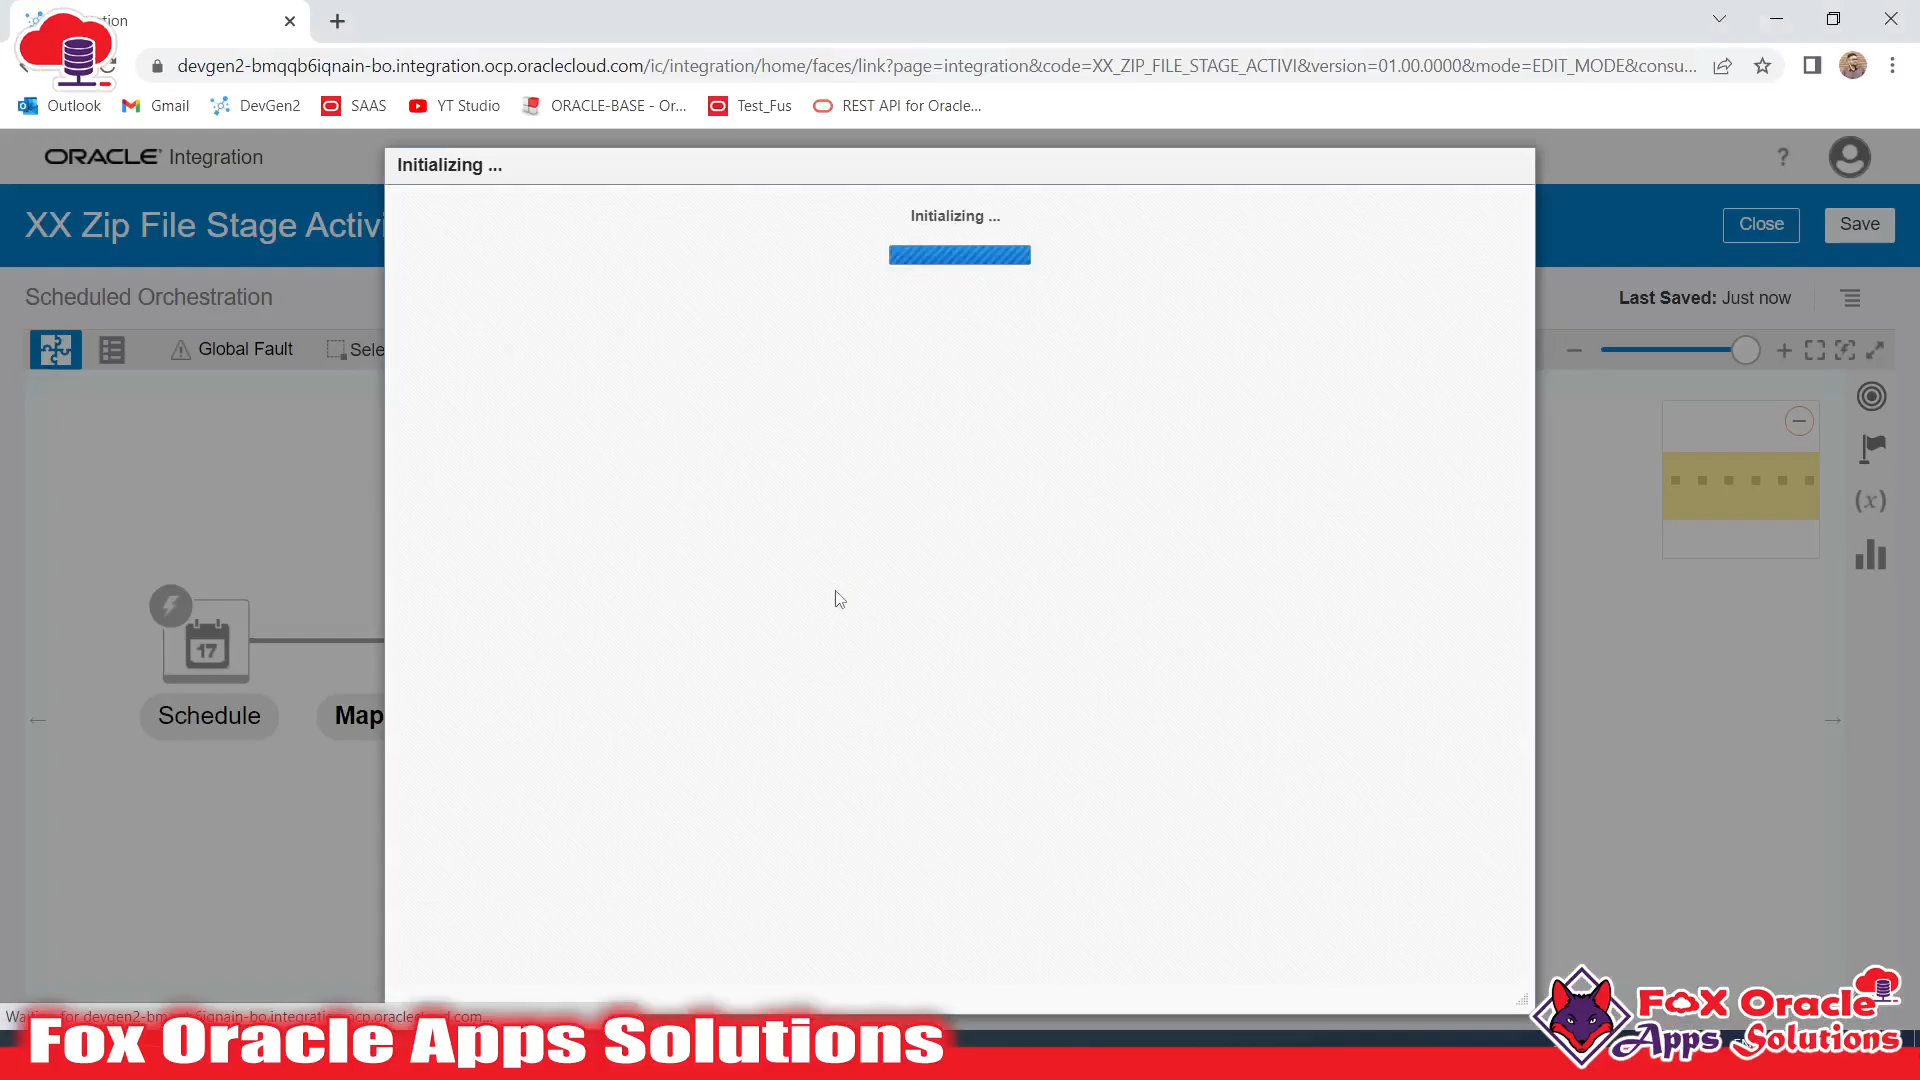 devgen2-bmqqb6iqnain-bo.integration.ocp.oraclecloud.com/ic/integration/home/faces/link?page=integration&code=XX_ZIP_FILE_STAGE_ACTIVI&version=01.00.0000&mode=EDIT_MODE&consu...
Outlook
Gmail
DevGen2
SAAS
YT Studio
ORACLE-BASE - Or...
Test_Fus
REST API for Oracle...
ORACLE Integration
Initializing ...
?
XX Zip File Stage Activi
Initializing ...
Close
Save
Scheduled Orchestration
Last Saved: Just now
Global Fault
Sele
(x)
17
Schedule
Map
Fox Oracle Apps Solutions
Fox Oracle
Apps Solutions